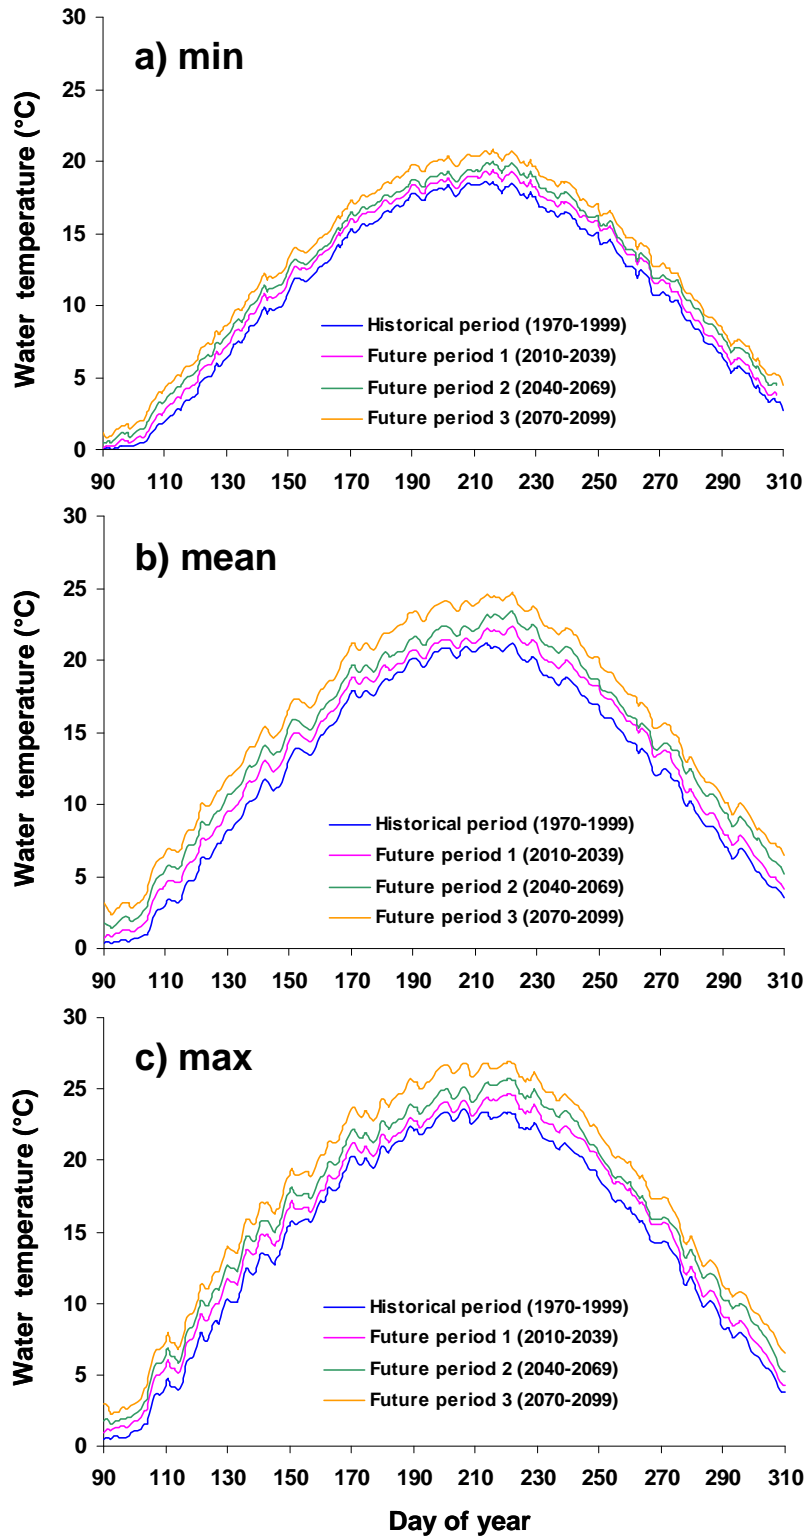 30
a) min
25
20
15
10
5
0
Water temperature (°C)
Historical period (1970-1999)
Future period 1 (2010-2039)
Future period 2 (2040-2069)
Future period 3 (2070-2099)
90 110 130 150 170 190 210 230 250 270 290 310
30
b) mean
25
20
15
10
5
0
Water temperature (°C)
Historical period (1970-1999)
Future period 1 (2010-2039)
Future period 2 (2040-2069)
Future period 3 (2070-2099)
90 110 130 150 170 190 210 230 250 270 290 310
30
c) max
25
20
15
10
5
0
Water temperature (°C)
Historical period (1970-1999)
Future period 1 (2010-2039)
Future period 2 (2040-2069)
Future period 3 (2070-2099)
90 110 130 150 170 190 210 230 250 270 290 310
Day of year